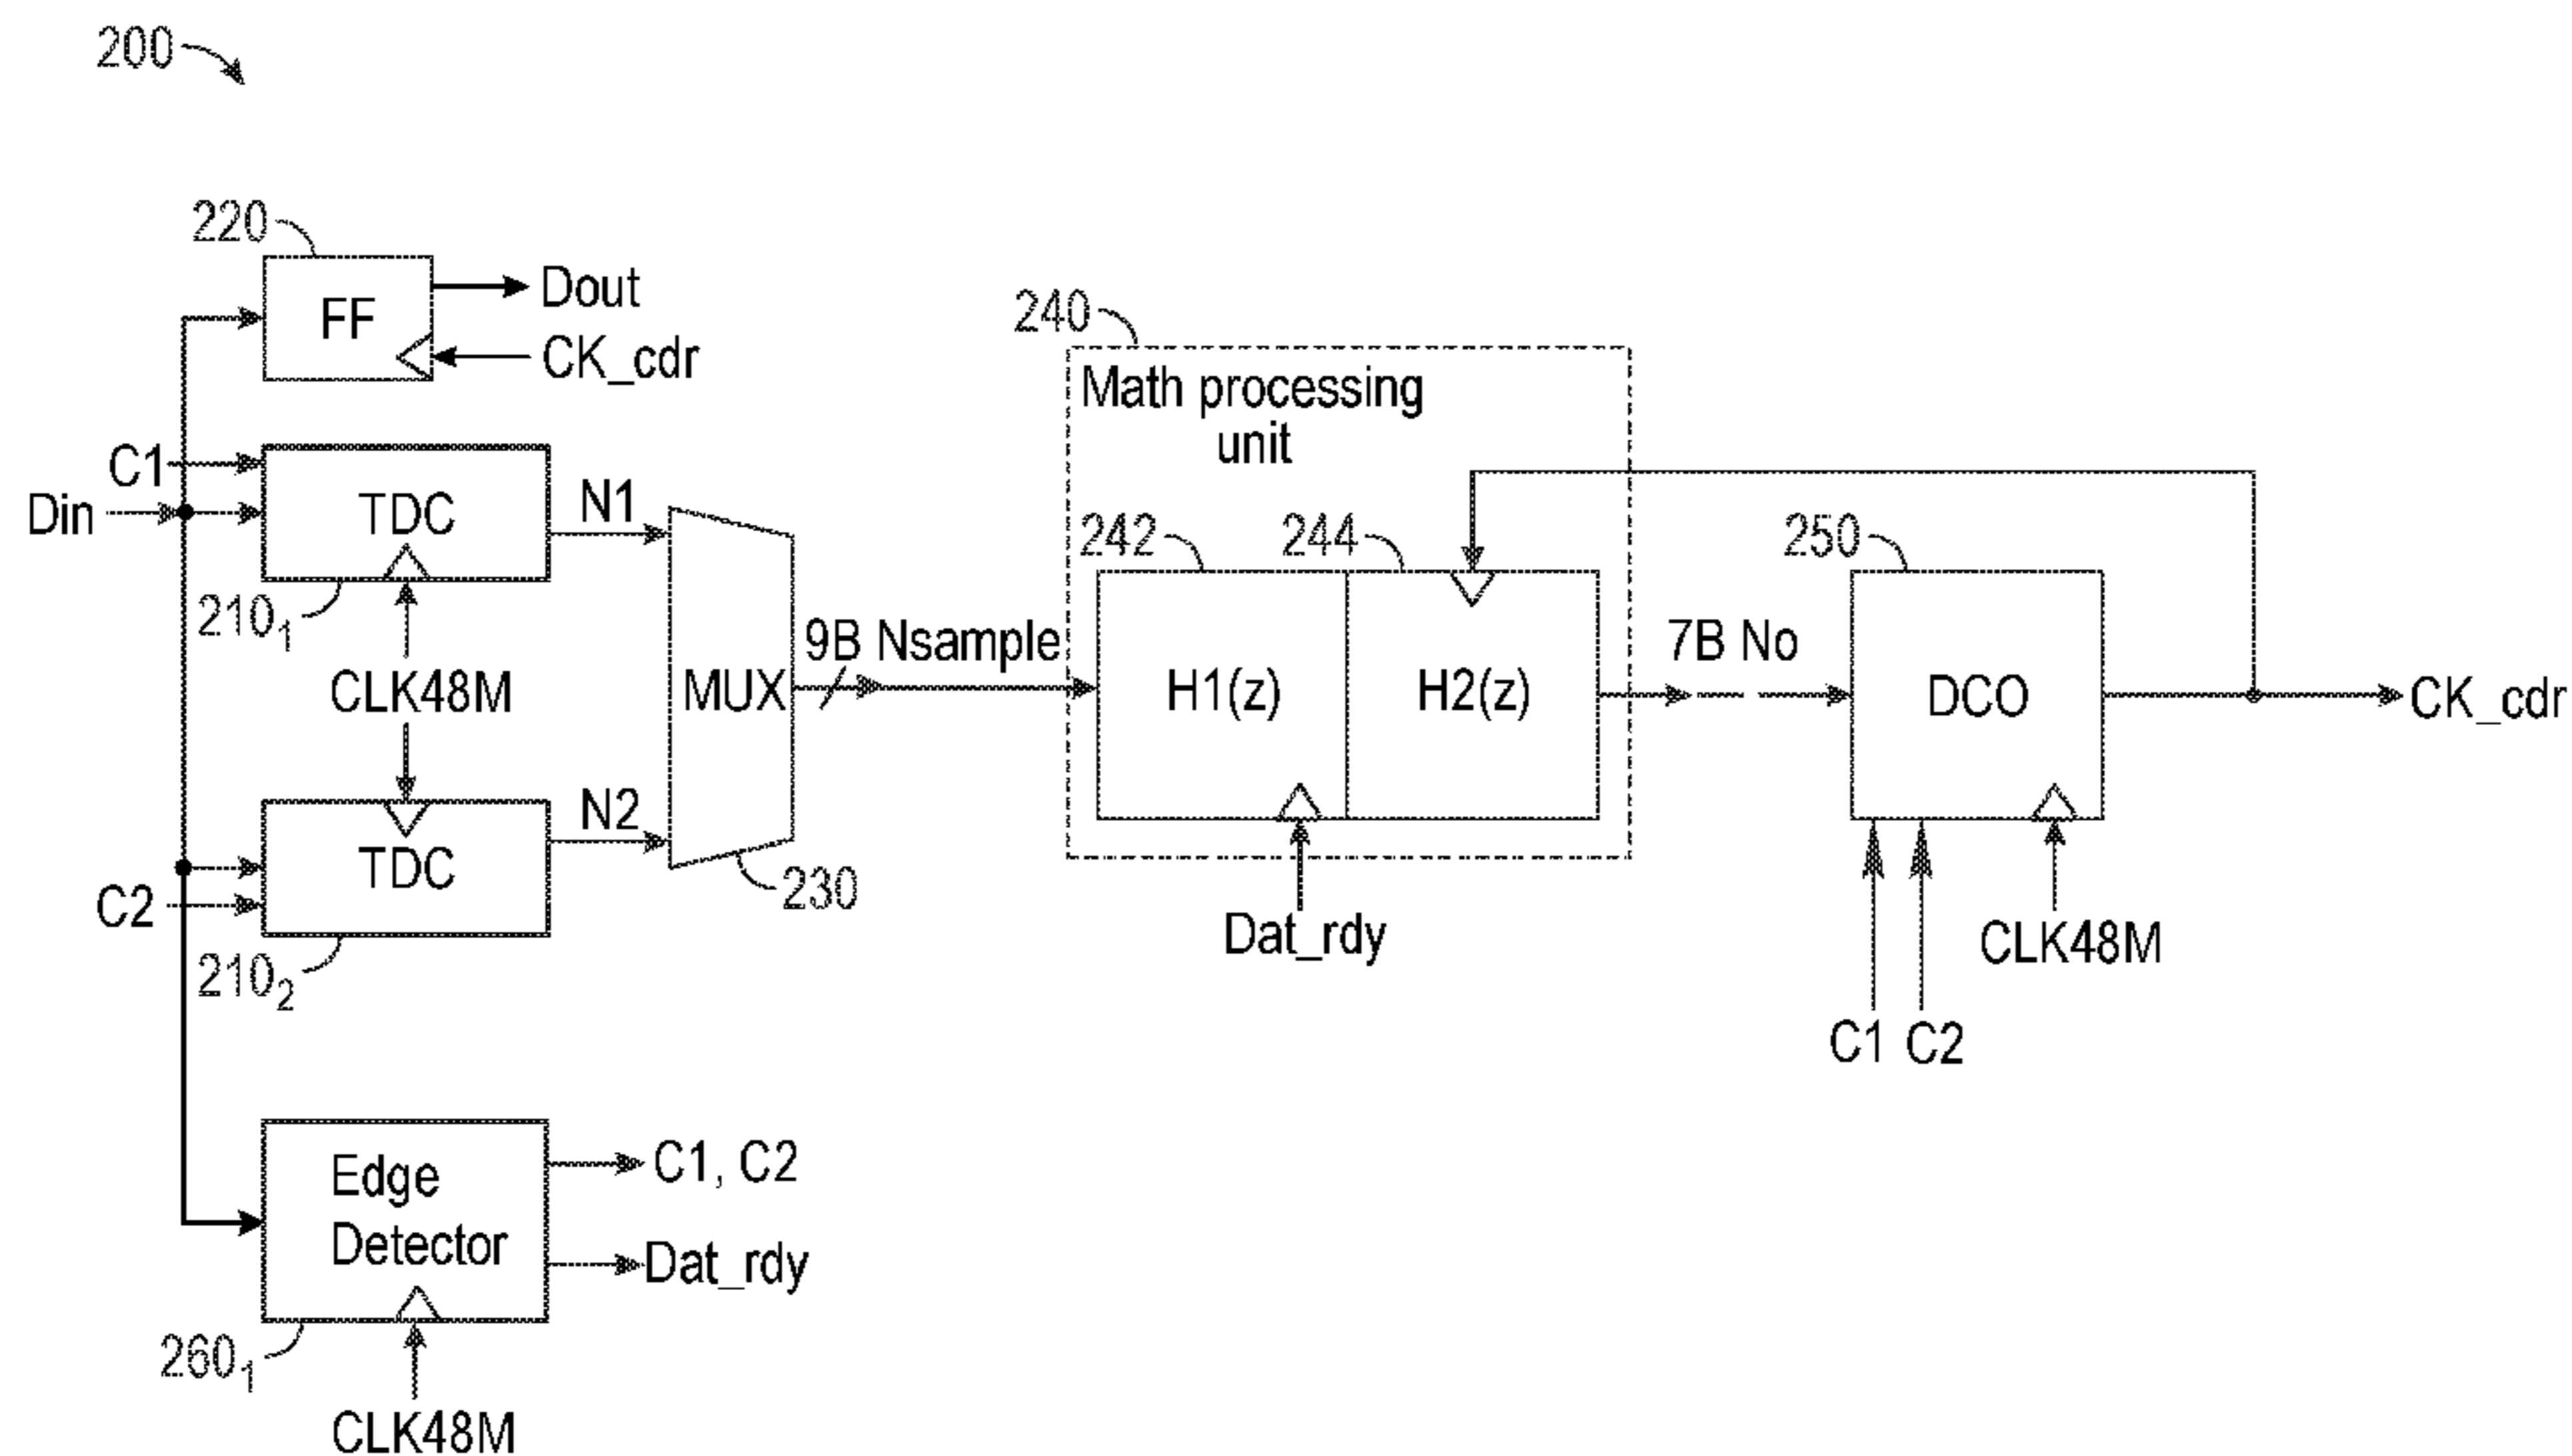 200
220
FF
Dout
CK_cdr
C1
Din
TDC
N1
210₁
CLK48M
MUX
9B Nsample
240
Math processing
unit
242
244
H1(z)
H2(z)
7B No
250
DCO
CK_cdr
N2
TDC
C2
230
210₂
Dat_rdy
CLK48M
C1
C2
Edge
Detector
C1, C2
Dat_rdy
260₁
CLK48M